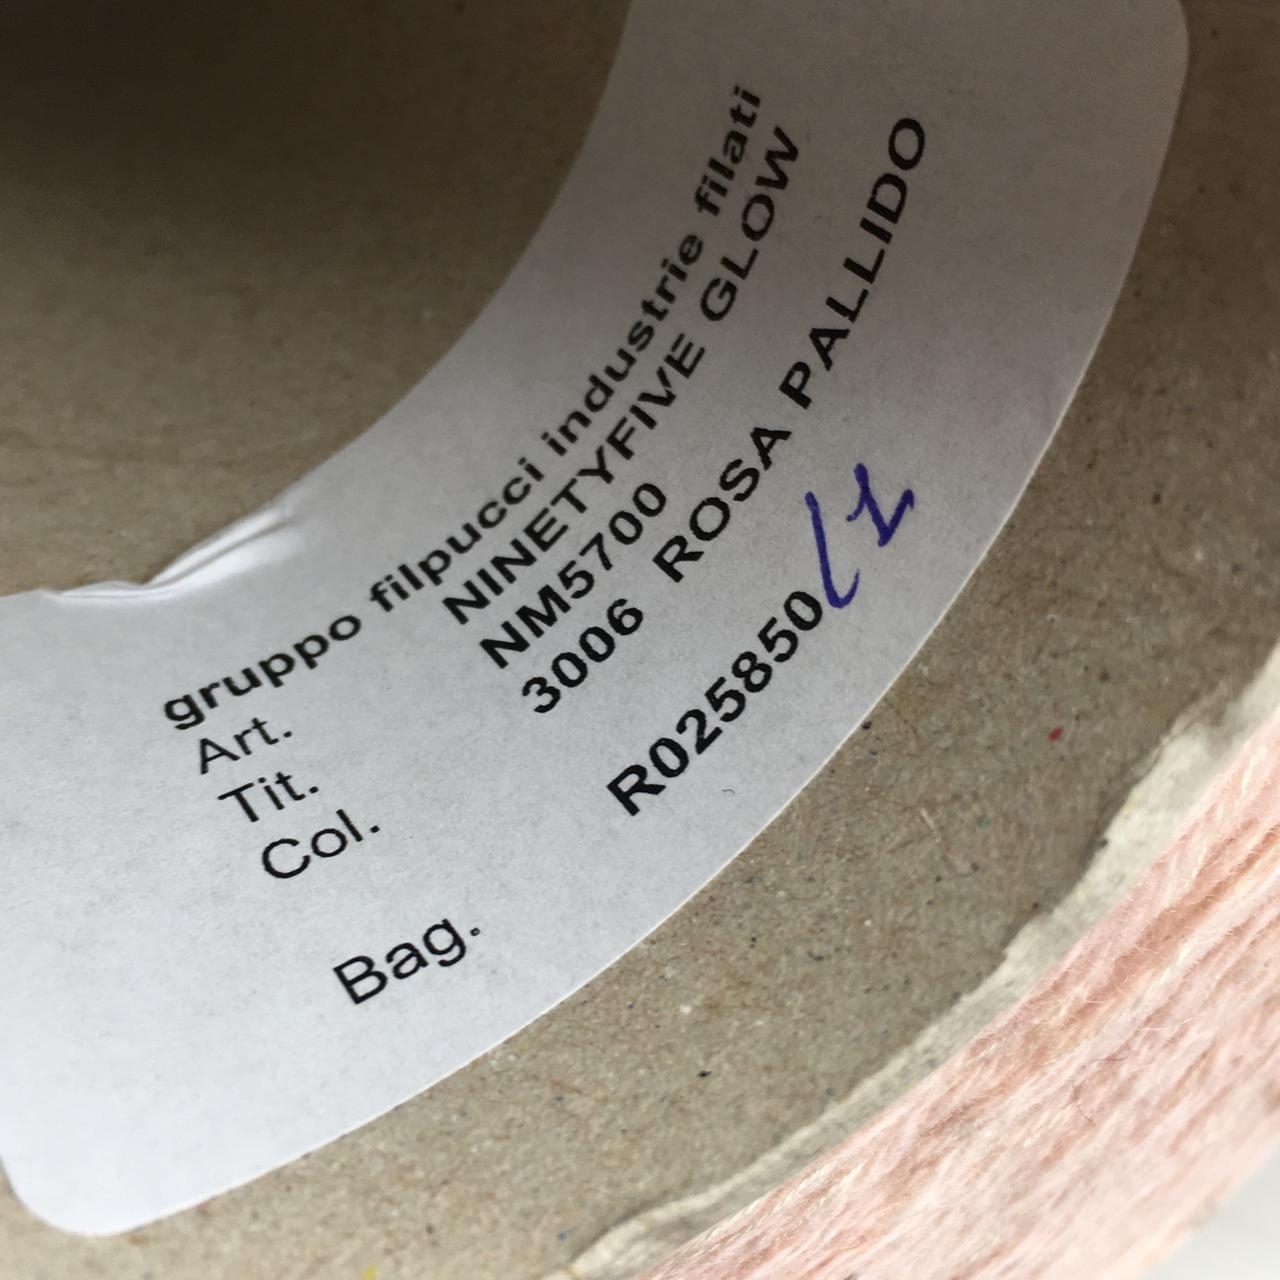 gruppo filpucci industrie filati
Art. NINETYFIVE GLOW
Tit. NM5700
Col. 3006 ROSA PALLIDO
Bag. R025850